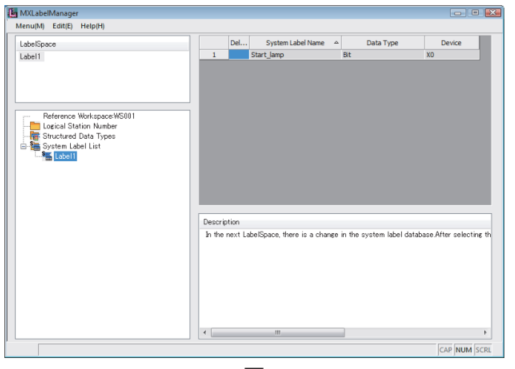 MXLabelManager
Menu(M) Edit(E) Help(H)
LabelSpace
Label1
Del... System Label Name Data Type Device
1 Start_lamp Bit X0
Reference Workspace:WS001
Logical Station Number
Structured Data Types
System Label List
Label1
Description
In the next LabelSpace, there is a change in the system label database.After selecting th
CAP NUM SCRL